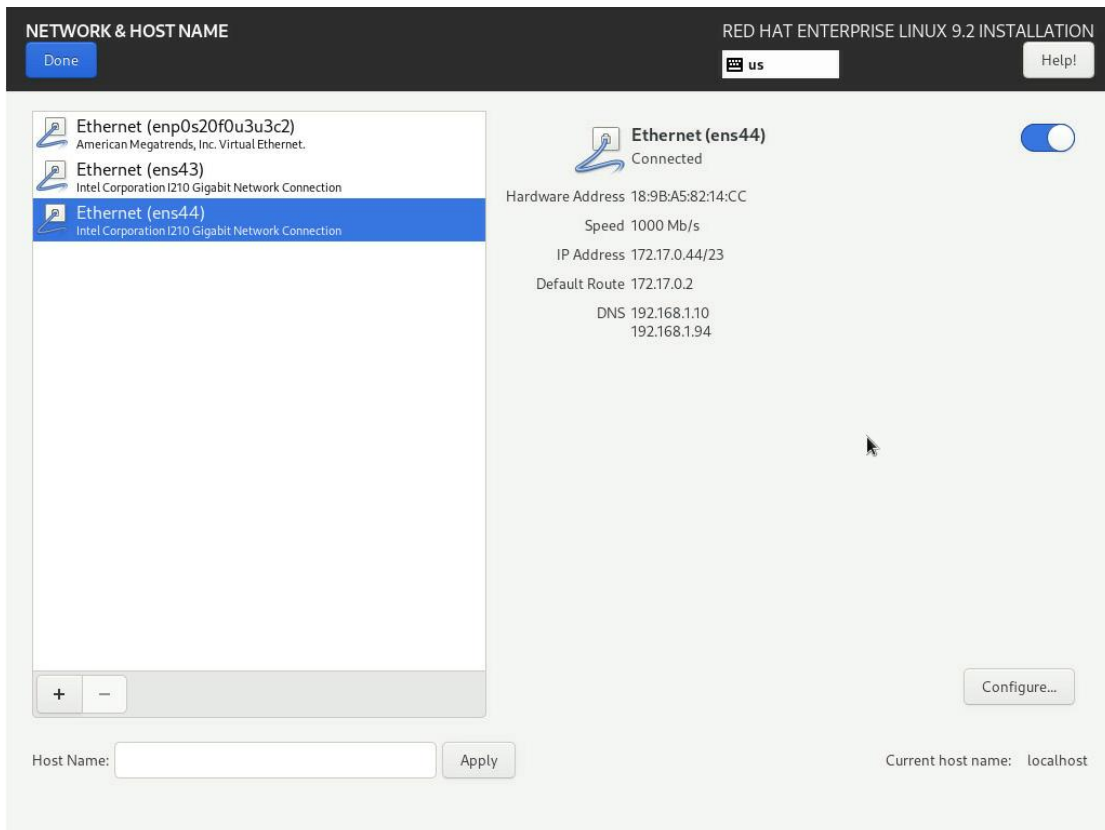 NETWORK & HOST NAME
RED HAT ENTERPRISE LINUX 9.2 INSTALLATION
Done
us
Help!
Ethernet (enp0s20f0u3u3c2)
American Megatrends, Inc. Virtual Ethernet.
Ethernet (ens43)
Intel Corporation I210 Gigabit Network Connection
Ethernet (ens44)
Intel Corporation I210 Gigabit Network Connection
Ethernet (ens44)
Connected
Hardware Address 18:9B:A5:82:14:CC
Speed 1000 Mb/s
IP Address 172.17.0.44/23
Default Route 172.17.0.2
DNS 192.168.1.10
192.168.1.94
+ −
Configure...
Host Name:
Apply
Current host name: localhost